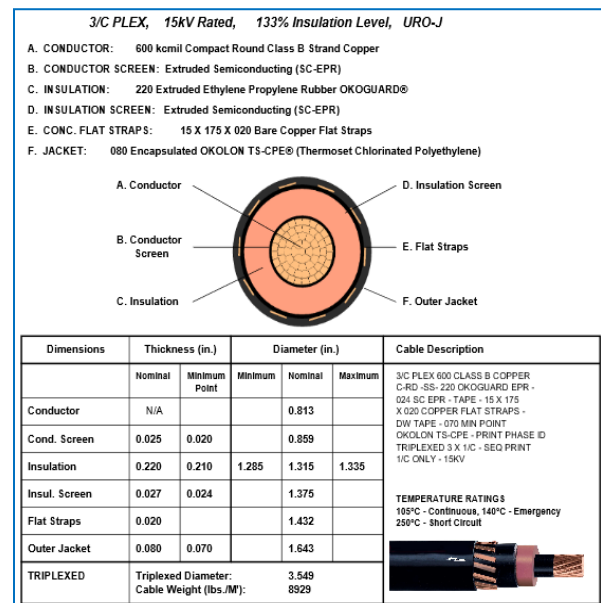 3/C PLEX, 15kV Rated, 133% Insulation Level, URO-J
A. CONDUCTOR: 600 kcmil Compact Round Class B Strand Copper
B. CONDUCTOR SCREEN: Extruded Semiconducting (SC-EPR)
C. INSULATION: 220 Extruded Ethylene Propylene Rubber OKOGUARD®
D. INSULATION SCREEN: Extruded Semiconducting (SC-EPR)
E. CONC. FLAT STRAPS: 15 X 175 X 020 Bare Copper Flat Straps
F. JACKET: 080 Encapsulated OKOLON TS-CPE® (Thermoset Chlorinated Polyethylene)
A. Conductor
D. Insulation Screen
B. Conductor
Screen
E. Flat Straps
C. Insulation
F. Outer Jacket
Dimensions Thickness (in.) Diameter (in.) Cable Description
Nominal Minimum Point Minimum Nominal Maximum
Conductor N/A 0.813
Cond. Screen 0.025 0.020 0.859
Insulation 0.220 0.210 1.285 1.315 1.335
Insul. Screen 0.027 0.024 1.375
Flat Straps 0.020 1.432
Outer Jacket 0.080 0.070 1.643
TRIPLEXED Triplexed Diameter: 3.549
Cable Weight (lbs./M'): 8929
3/C PLEX 600 CLASS B COPPER
C-RD -SS- 220 OKOGUARD EPR -
024 SC EPR - TAPE - 15 X 175
X 020 COPPER FLAT STRAPS -
DW TAPE - 070 MIN POINT
OKOLON TS-CPE - PRINT PHASE ID
TRIPLEXED 3 X 1/C - SEQ PRINT
1/C ONLY - 15KV
TEMPERATURE RATINGS
105ºC - Continuous, 140ºC - Emergency
250ºC - Short Circuit